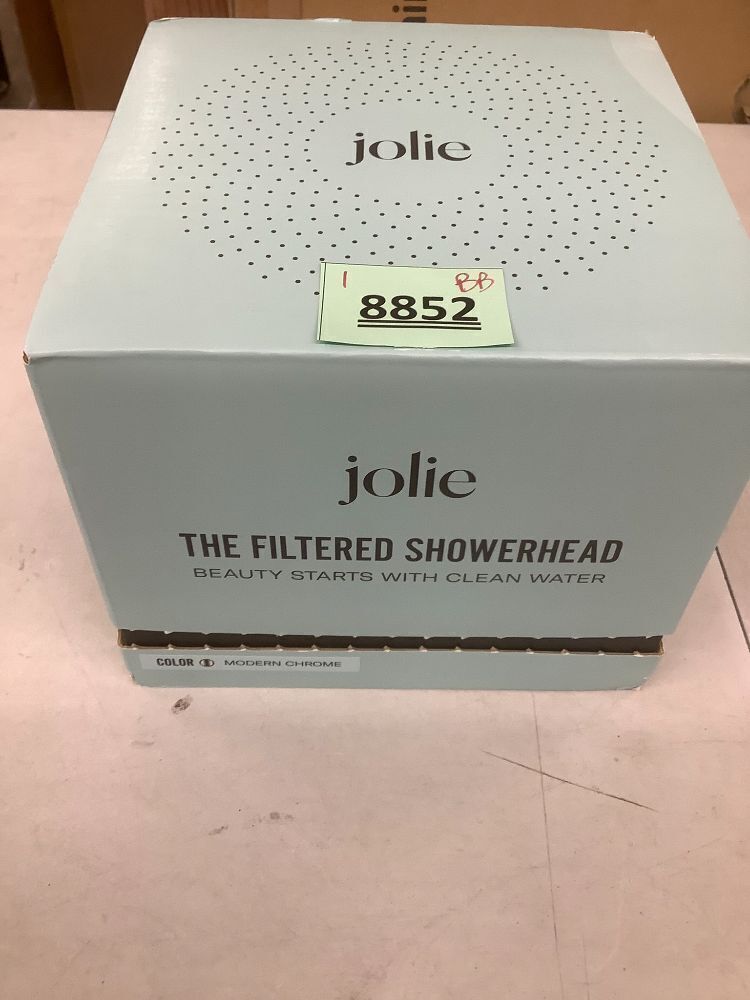 jolie
1 BB
8852
jolie
THE FILTERED SHOWERHEAD
BEAUTY STARTS WITH CLEAN WATER
COLOR MODERN CHROME